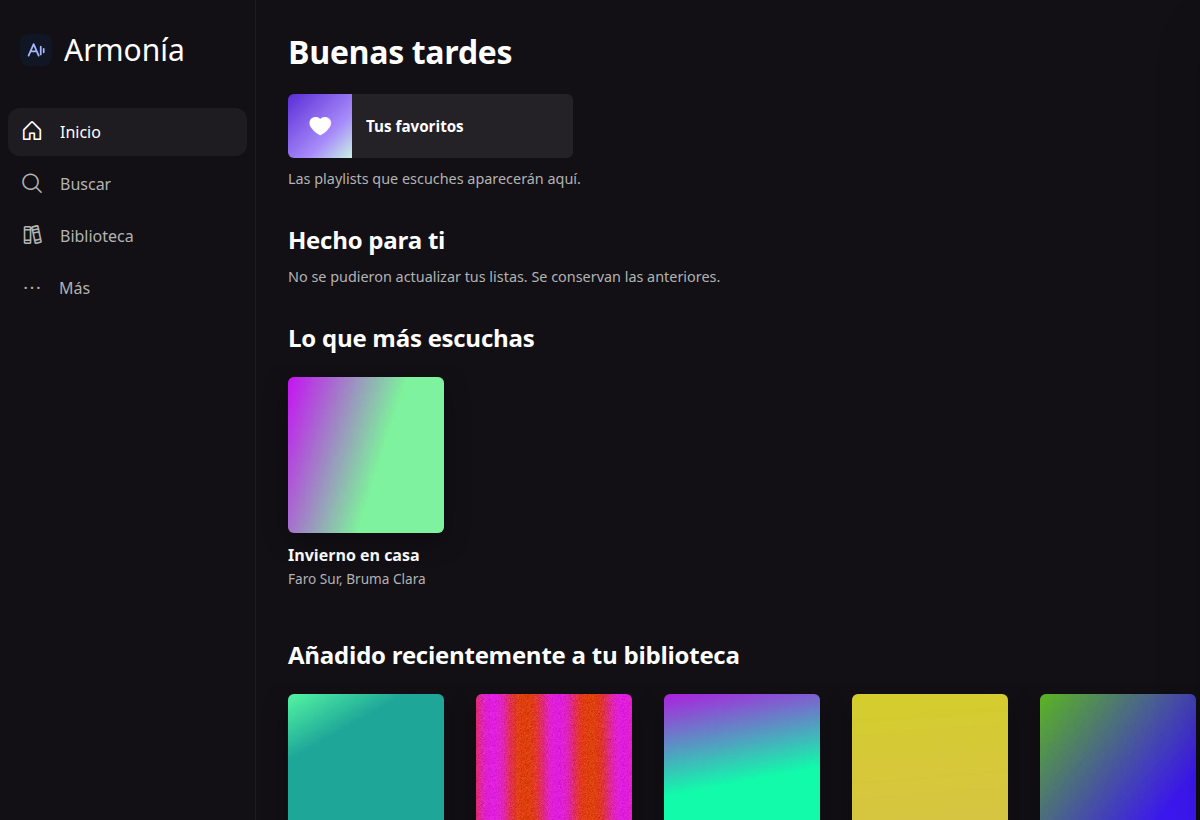 Armonía
Inicio
Buscar
Biblioteca
Más
Buenas tardes
Tus favoritos
Las playlists que escuches aparecerán aquí.
Hecho para ti
No se pudieron actualizar tus listas. Se conservan las anteriores.
Lo que más escuchas
Invierno en casa
Faro Sur, Bruma Clara
Añadido recientemente a tu biblioteca